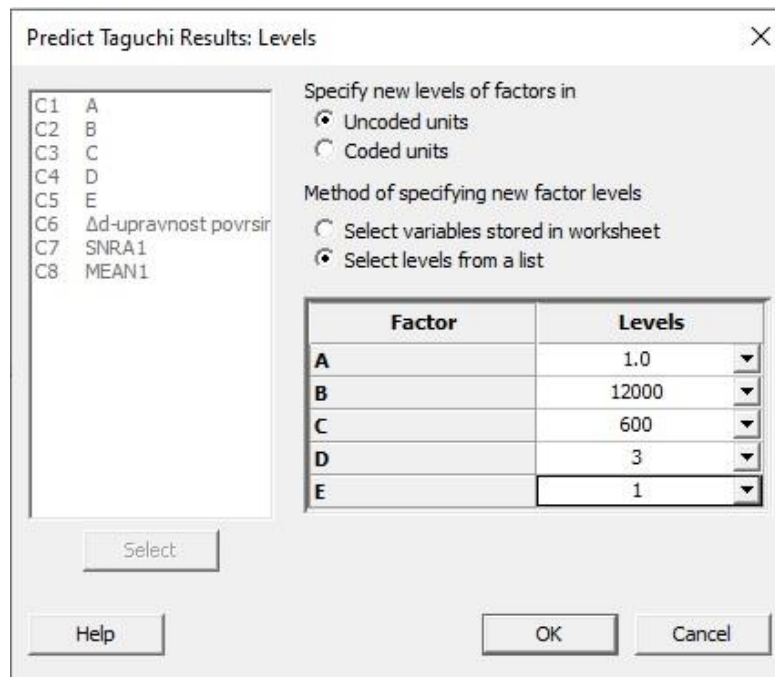 Predict Taguchi Results: Levels
C1 A
C2 B
C3 C
C4 D
C5 E
C6 Δd-upravnost povrsir
C7 SNRA1
C8 MEAN1
Select
Specify new levels of factors in
Uncoded units
Coded units
Method of specifying new factor levels
Select variables stored in worksheet
Select levels from a list
Factor Levels
A 1.0
B 12000
C 600
D 3
E 1
Help OK Cancel